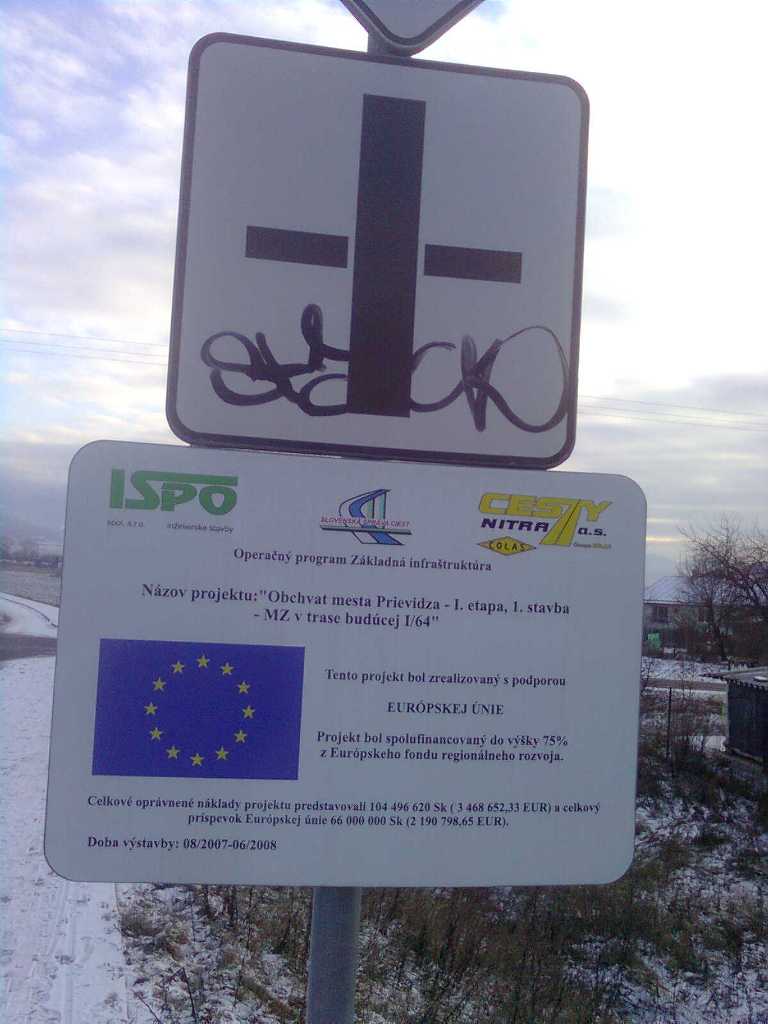 ISPO
spol. s r.o. inžinierske stavby
SLOVENSKÁ SPRÁVA CIEST
CESTY
NITRA a.s.
COLAS
Operačný program Základná infraštruktúra
Názov projektu:"Obchvat mesta Prievidza - I. etapa, 1. stavba
- MZ v trase budúcej I/64"
Tento projekt bol zrealizovaný s podporou
EURÓPSKEJ ÚNIE
Projekt bol spolufinancovaný do výšky 75%
z Európskeho fondu regionálneho rozvoja.
Celkové oprávnené náklady projektu predstavovali 104 496 620 Sk ( 3 468 652,33 EUR) a celkový
príspevok Európskej únie 66 000 000 Sk (2 190 798,65 EUR).
Doba výstavby: 08/2007-06/2008